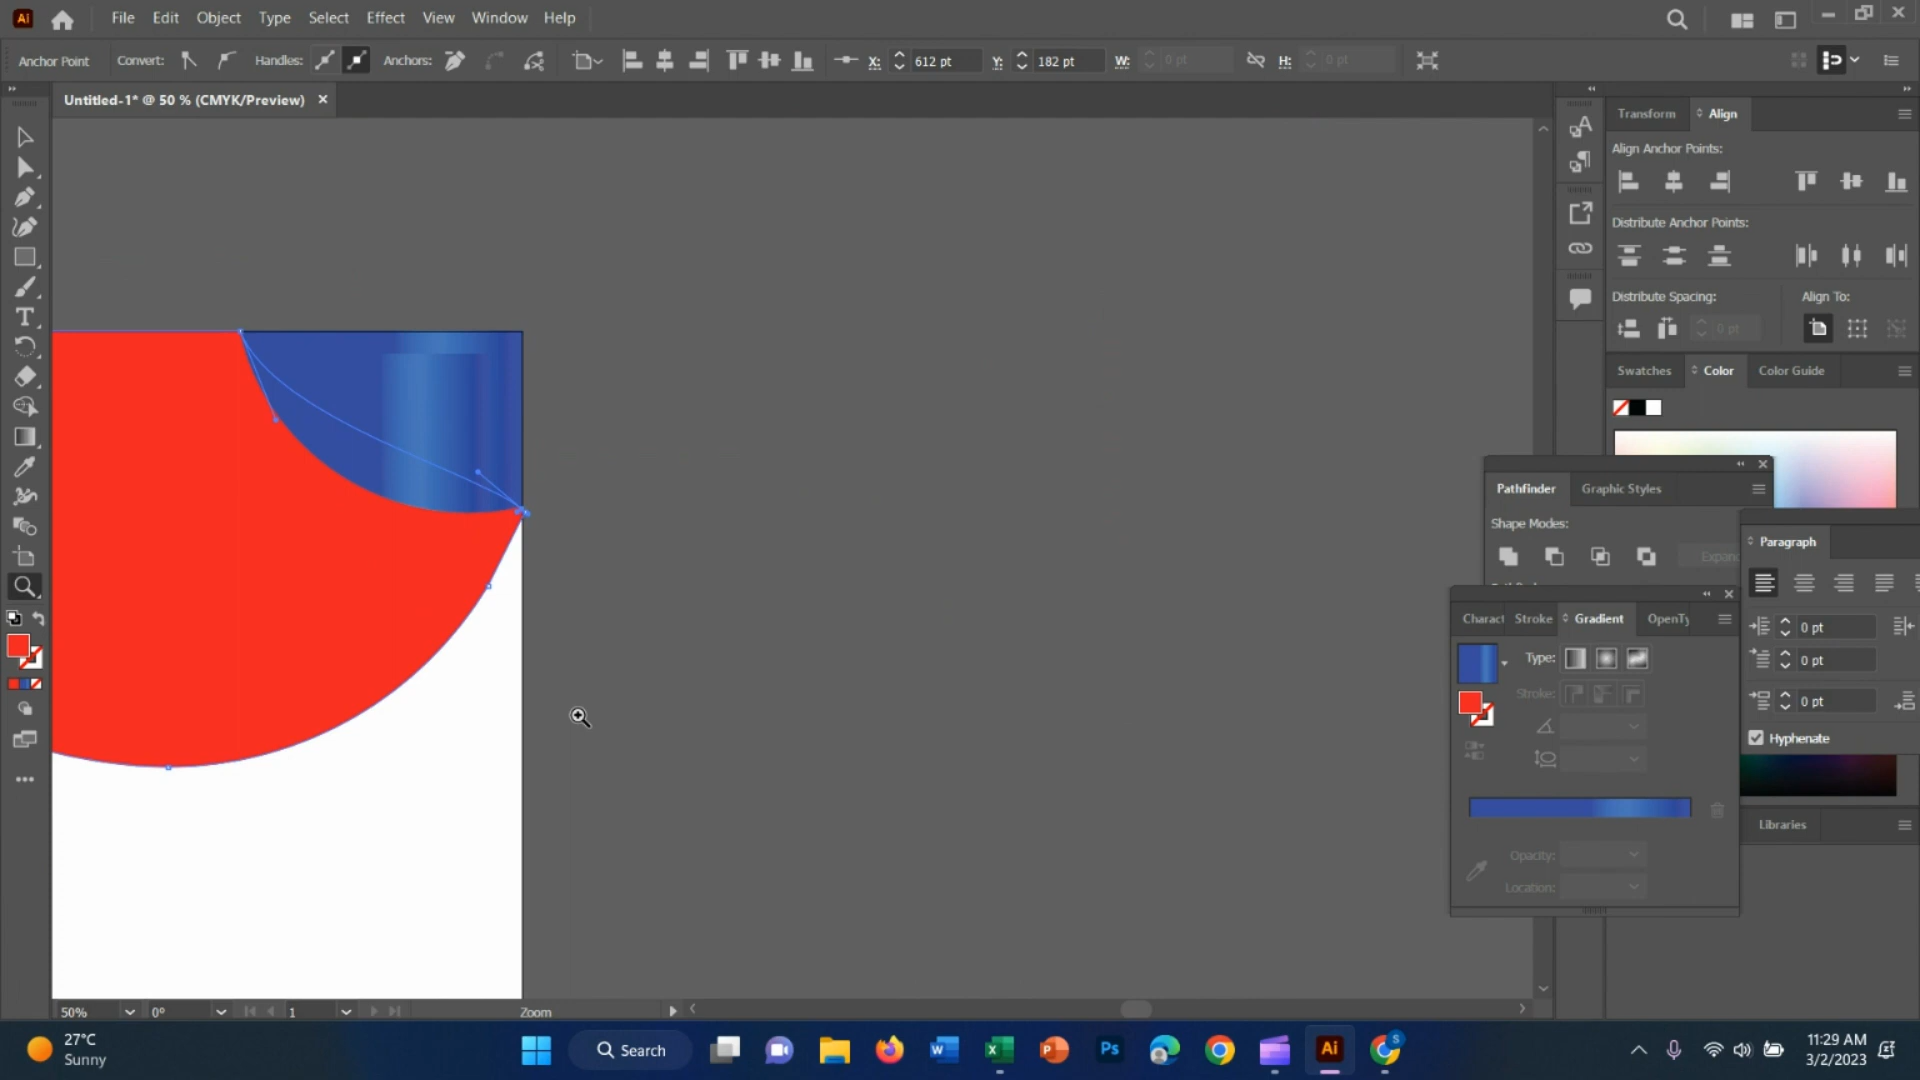 Ai File Edit Object Type Select Effect View Window Help
Anchor Point Convert: Handles: Anchors: X: 612 pt Y: 182 pt W: 0 pt H: 0 pt
Untitled-1* @ 50 % (CMYK/Preview)
Transform Align
Align Anchor Points:
Distribute Anchor Points:
Distribute Spacing: Align To:
0 pt
Swatches Color Color Guide
Pathfinder Graphic Styles
Shape Modes:
Expan
Paragraph
Charact Stroke Gradient OpenTy
0 pt
Type:
0 pt
Stroke:
0 pt
Hyphenate
Libraries
Opacity:
Location:
50% 0° 1 Zoom
27°C
Sunny
Search
W X P Ps Ai S
11:29 AM
3/2/2023